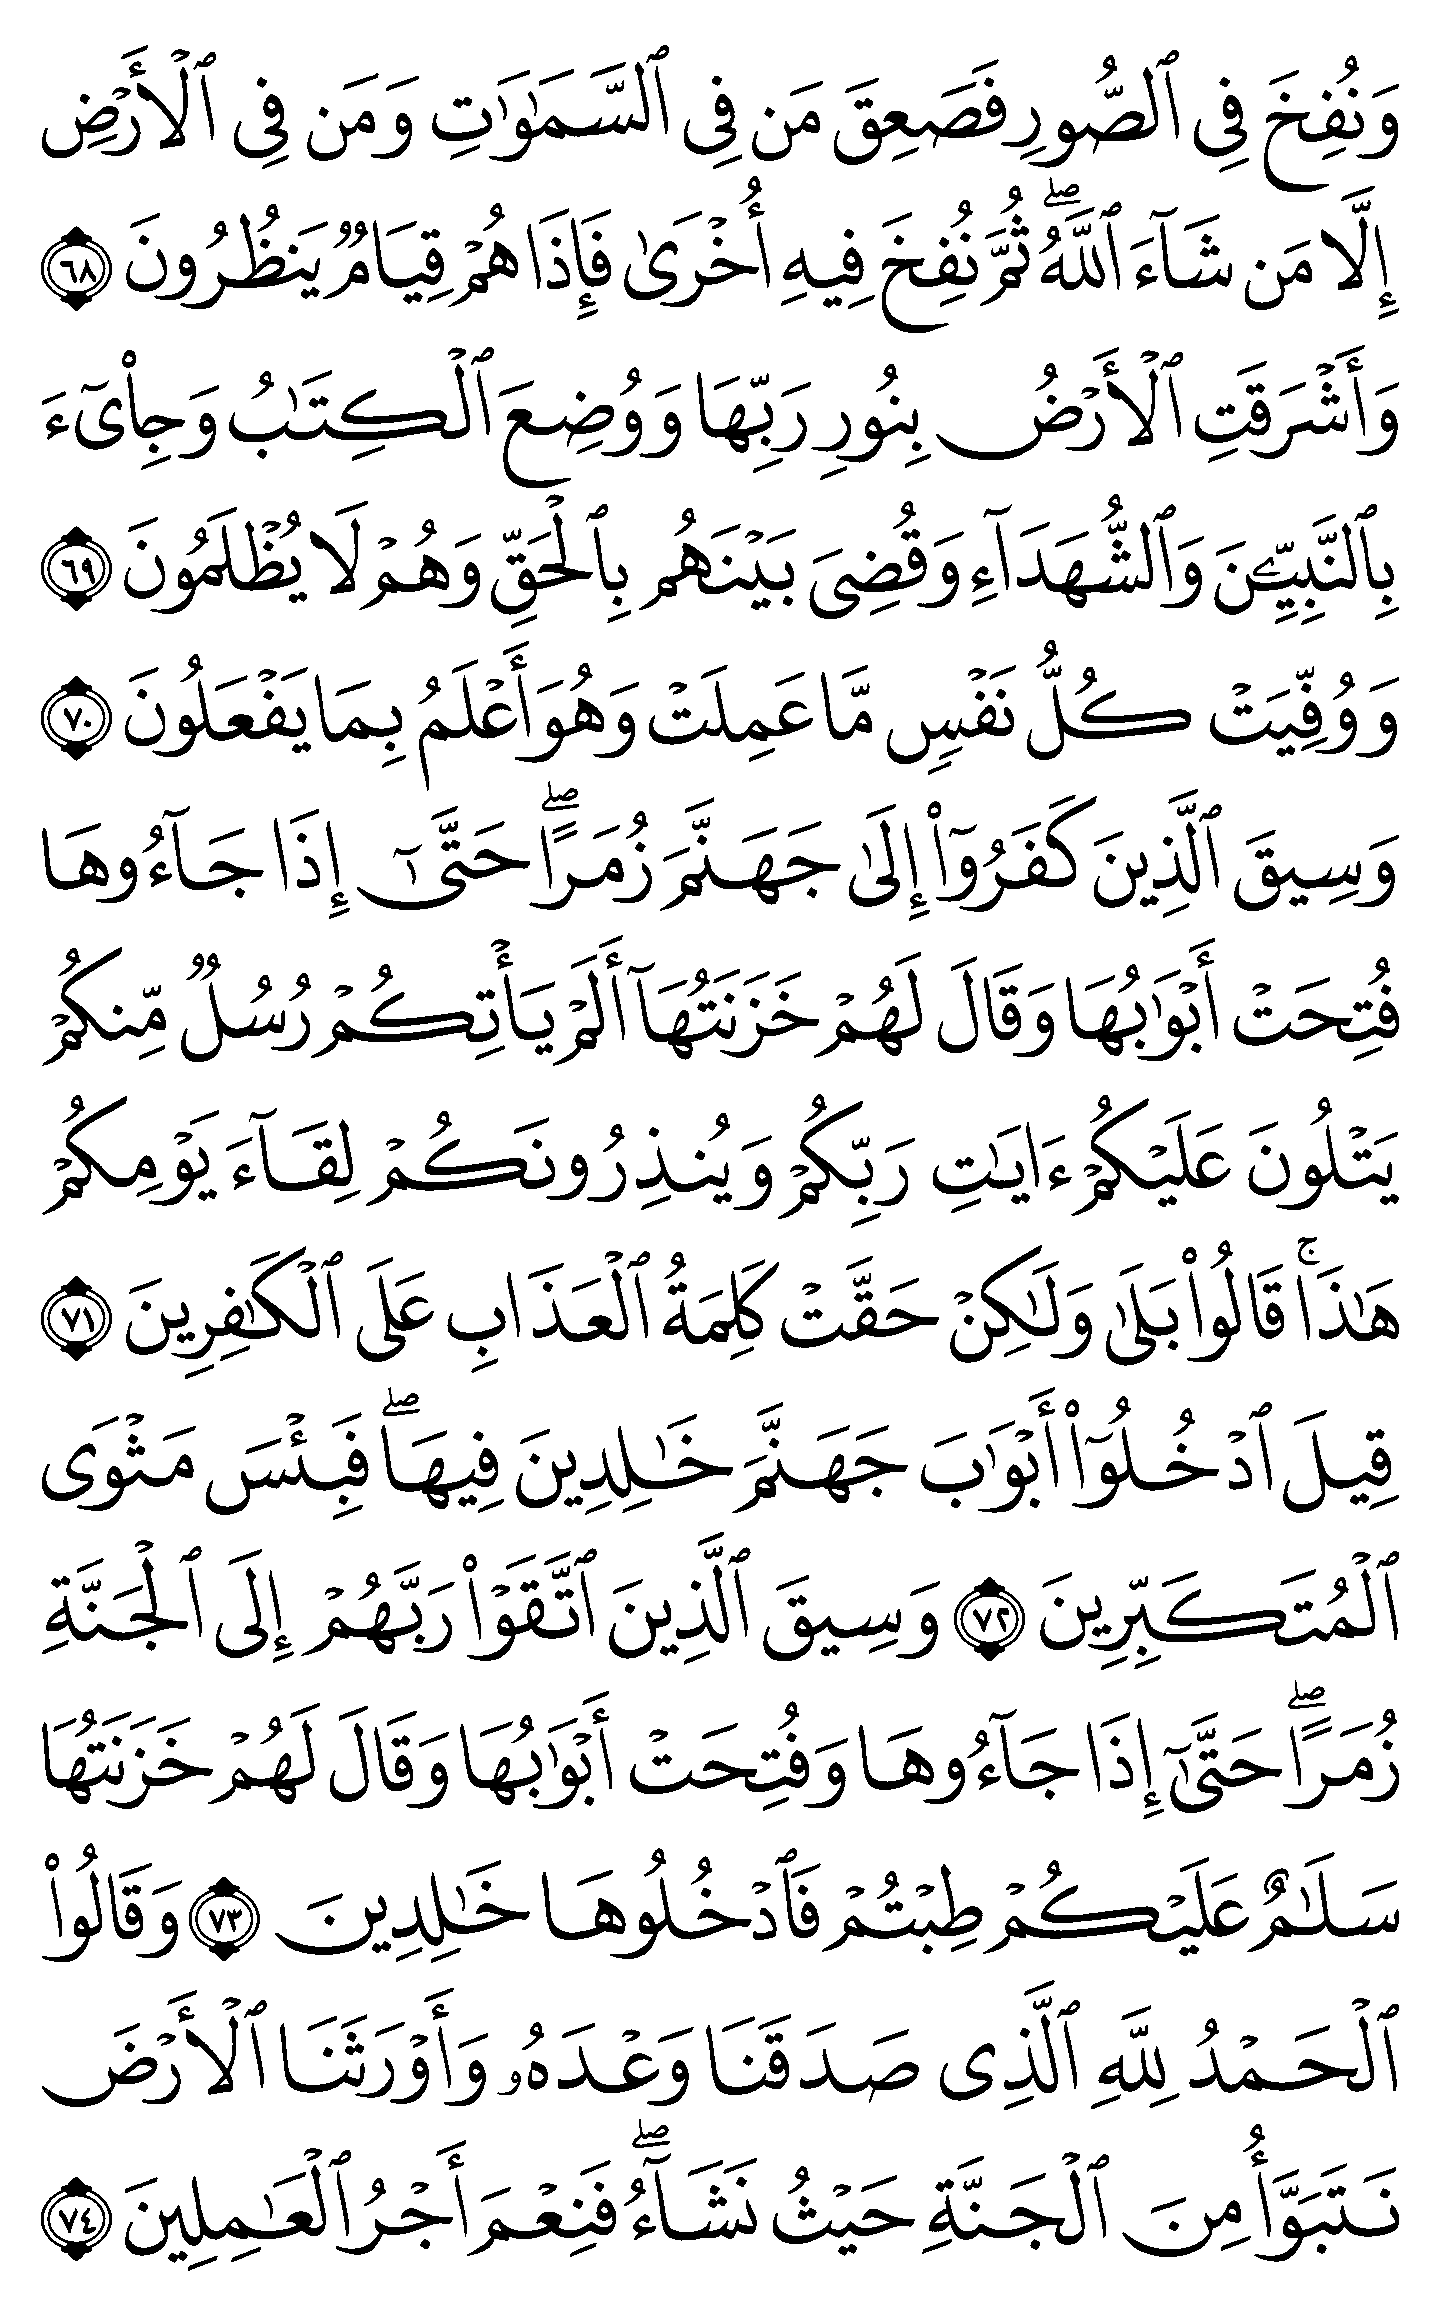 وَنُفِخَ فِى ٱلصُّورِ فَصَعِقَ مَن فِى ٱلسَّمَٰوَٰتِ وَمَن فِى ٱلْأَرْضِ
إِلَّا مَن شَآءَ ٱللَّهُ ۖ ثُمَّ نُفِخَ فِيهِ أُخْرَىٰ فَإِذَا هُمْ قِيَامٌ يَنظُرُونَ ٦٨
وَأَشْرَقَتِ ٱلْأَرْضُ بِنُورِ رَبِّهَا وَوُضِعَ ٱلْكِتَٰبُ وَجِا۟ىٓءَ
بِٱلنَّبِيِّۦنَ وَٱلشُّهَدَآءِ وَقُضِىَ بَيْنَهُم بِٱلْحَقِّ وَهُمْ لَا يُظْلَمُونَ ٦٩
وَوُفِّيَتْ كُلُّ نَفْسٍ مَّا عَمِلَتْ وَهُوَ أَعْلَمُ بِمَا يَفْعَلُونَ ٧٠
وَسِيقَ ٱلَّذِينَ كَفَرُوٓا۟ إِلَىٰ جَهَنَّمَ زُمَرًا ۖ حَتَّىٰٓ إِذَا جَآءُوهَا
فُتِحَتْ أَبْوَٰبُهَا وَقَالَ لَهُمْ خَزَنَتُهَآ أَلَمْ يَأْتِكُمْ رُسُلٌ مِّنكُمْ
يَتْلُونَ عَلَيْكُمْ ءَايَٰتِ رَبِّكُمْ وَيُنذِرُونَكُمْ لِقَآءَ يَوْمِكُمْ
هَٰذَا ۚ قَالُوا۟ بَلَىٰ وَلَٰكِنْ حَقَّتْ كَلِمَةُ ٱلْعَذَابِ عَلَى ٱلْكَٰفِرِينَ ٧١
قِيلَ ٱدْخُلُوٓا۟ أَبْوَٰبَ جَهَنَّمَ خَٰلِدِينَ فِيهَا ۖ فَبِئْسَ مَثْوَى
ٱلْمُتَكَبِّرِينَ ٧٢ وَسِيقَ ٱلَّذِينَ ٱتَّقَوْا۟ رَبَّهُمْ إِلَى ٱلْجَنَّةِ
زُمَرًا ۖ حَتَّىٰٓ إِذَا جَآءُوهَا وَفُتِحَتْ أَبْوَٰبُهَا وَقَالَ لَهُمْ خَزَنَتُهَا
سَلَٰمٌ عَلَيْكُمْ طِبْتُمْ فَٱدْخُلُوهَا خَٰلِدِينَ ٧٣ وَقَالُوا۟
ٱلْحَمْدُ لِلَّهِ ٱلَّذِى صَدَقَنَا وَعْدَهُۥ وَأَوْرَثَنَا ٱلْأَرْضَ
نَتَبَوَّأُ مِنَ ٱلْجَنَّةِ حَيْثُ نَشَآءُ ۖ فَنِعْمَ أَجْرُ ٱلْعَٰمِلِينَ ٧٤